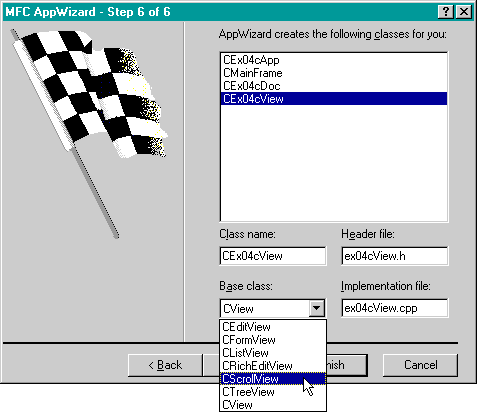 MFC AppWizard - Step 6 of 6
AppWizard creates the following classes for you:
CEx04cApp
CMainFrame
CEx04cDoc
CEx04cView
Class name:
Header file:
CEx04cView
ex04cView.h
Base class:
Implementation file:
CView
ex04cView.cpp
CEditView
CFormView
CListView
CRichEditView
CScrollView
CTreeView
CView
< Back
nish
Cancel